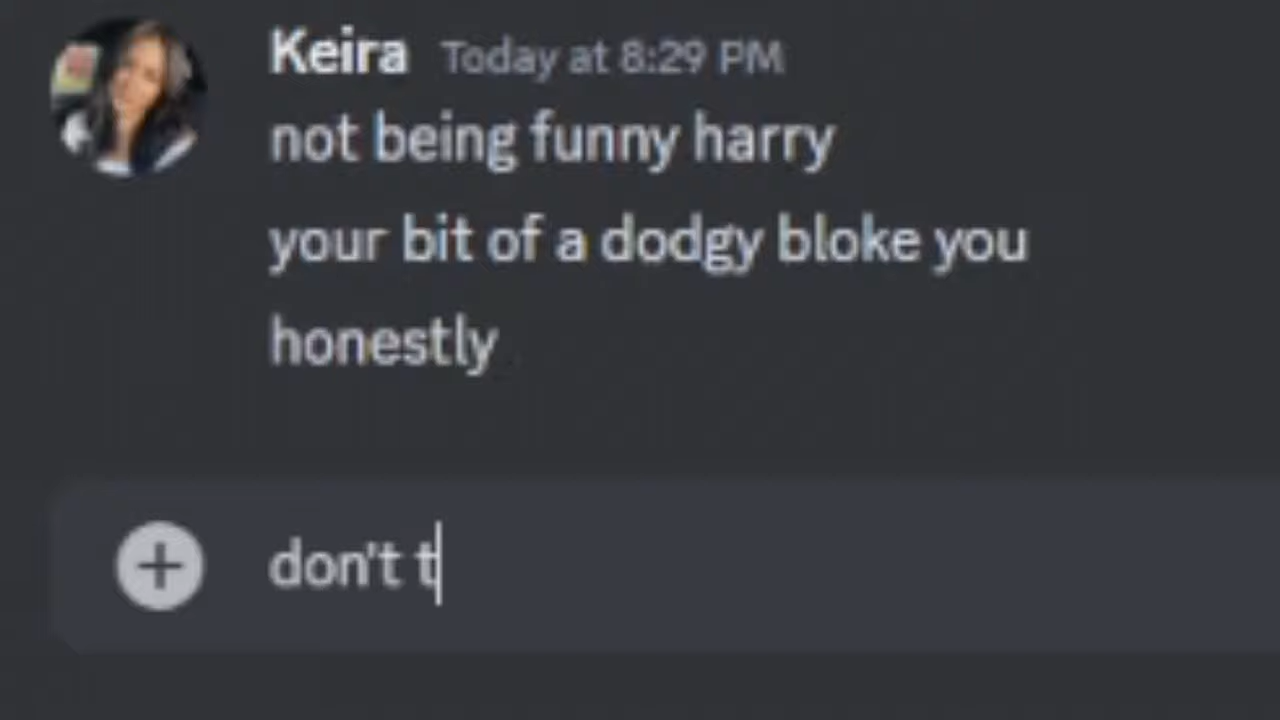 Keira Today at 8:29 PM
not being funny harry
your bit of a dodgy bloke you
honestly
don't t